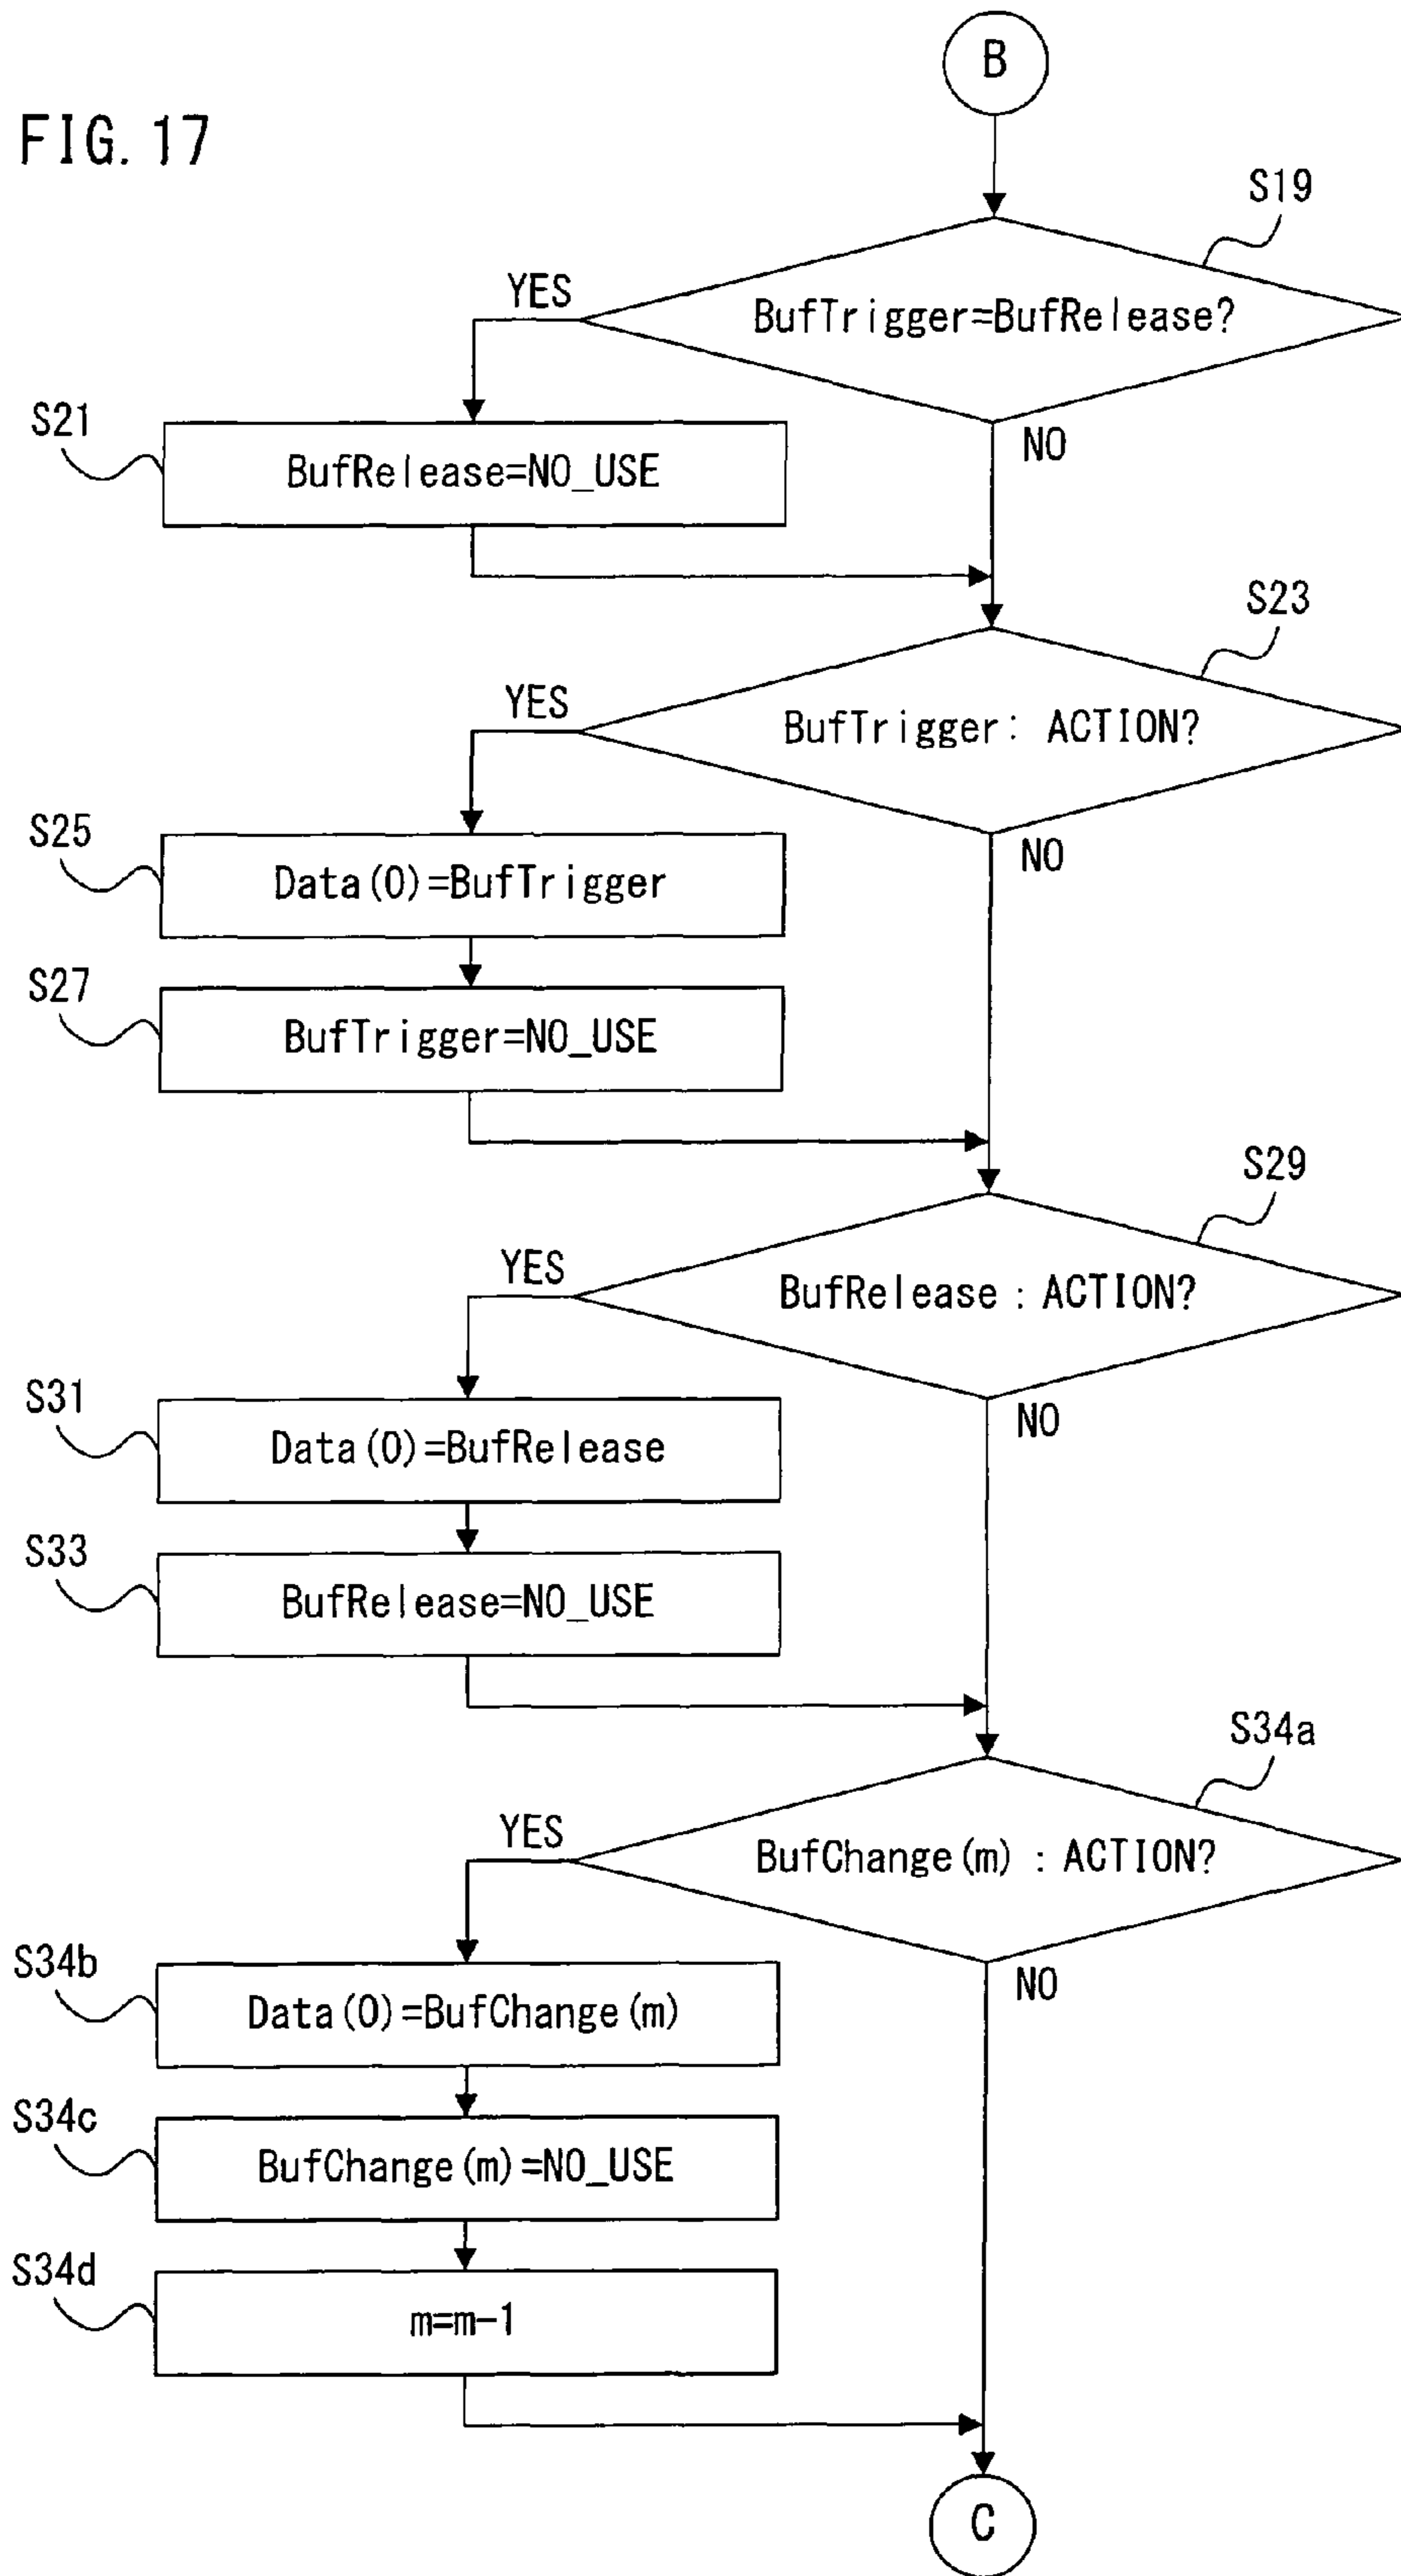 B
FIG. 17
S19
YES
BufTrigger=BufRelease?
S21
NO
BufRelease=NO_USE
S23
YES
BufTrigger: ACTION?
S25
NO
Data(0)=BufTrigger
S27
BufTrigger=NO_USE
S29
YES
BufRelease : ACTION?
S31
NO
Data(0)=BufRelease
S33
BufRelease=NO_USE
S34a
YES
BufChange(m) : ACTION?
S34b
NO
Data(0)=BufChange(m)
S34c
BufChange(m)=NO_USE
S34d
m=m-1
C